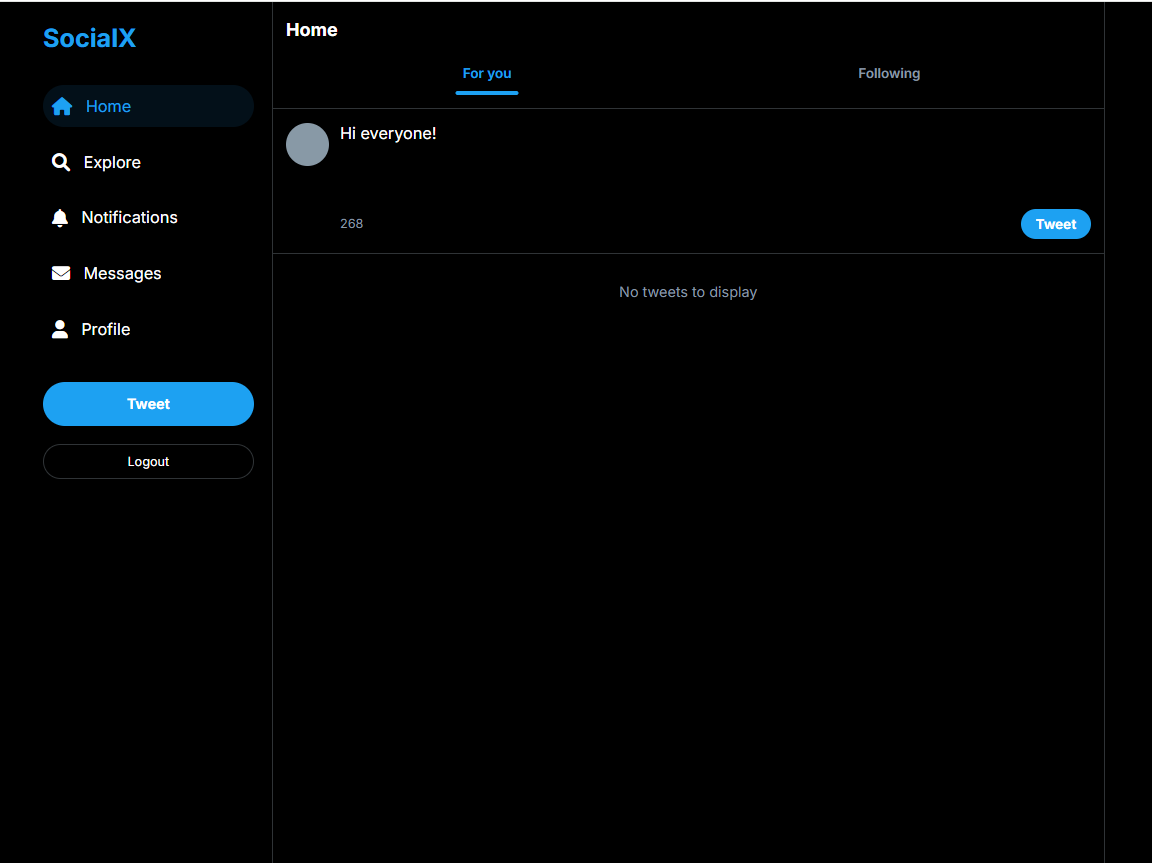 SocialX
Home
Explore
Notifications
Messages
Profile
Tweet
Logout
Home
For you
Following
Hi everyone!
268
Tweet
No tweets to display